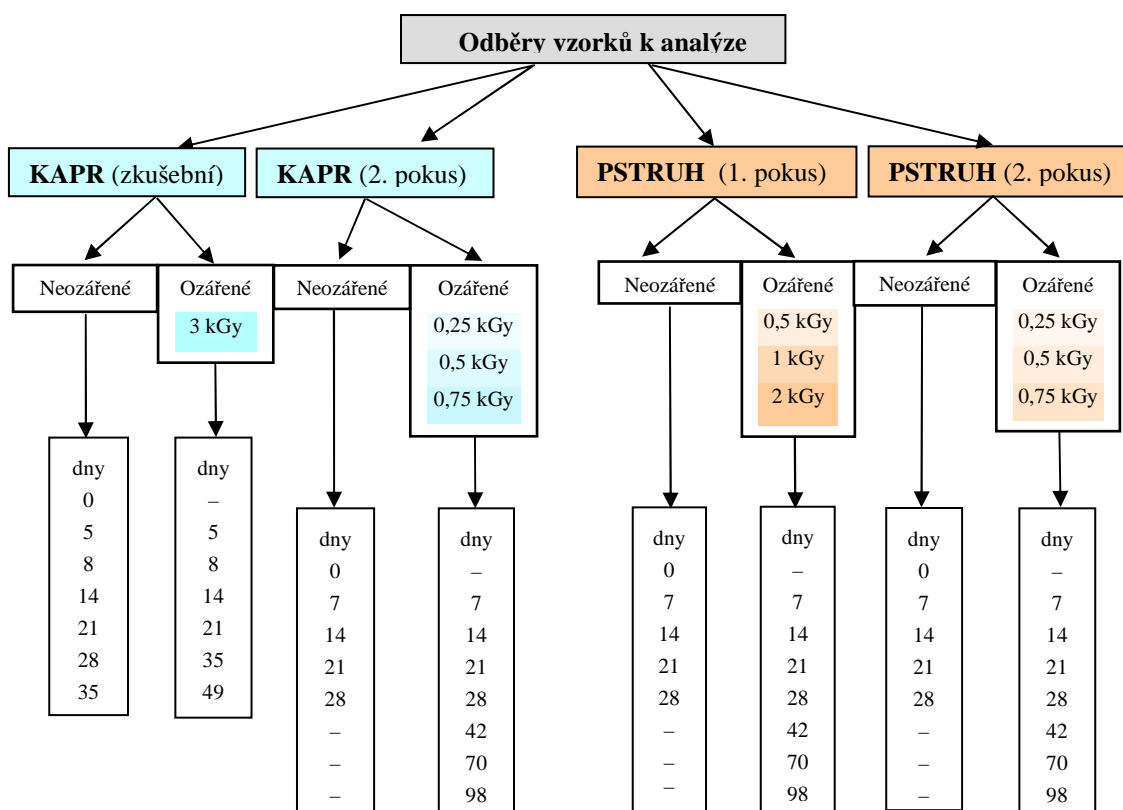 Odběry vzorků k analýze
KAPR (zkušební)
KAPR (2. pokus)
PSTRUH (1. pokus)
PSTRUH (2. pokus)
Neozářené
Ozářené
3 kGy
Neozářené
Ozářené
0,25 kGy
0,5 kGy
0,75 kGy
Neozářené
Ozářené
0,5 kGy
1 kGy
2 kGy
Neozářené
Ozářené
0,25 kGy
0,5 kGy
0,75 kGy
dny
0
5
8
14
21
28
35
dny
–
5
8
14
21
35
49
dny
0
7
14
21
28
–
–
–
dny
–
7
14
21
28
42
70
98
dny
0
7
14
21
28
dny
–
7
14
21
28
42
70
98
dny
0
7
14
21
28
–
–
–
dny
–
7
14
21
28
42
70
98
–
–
–